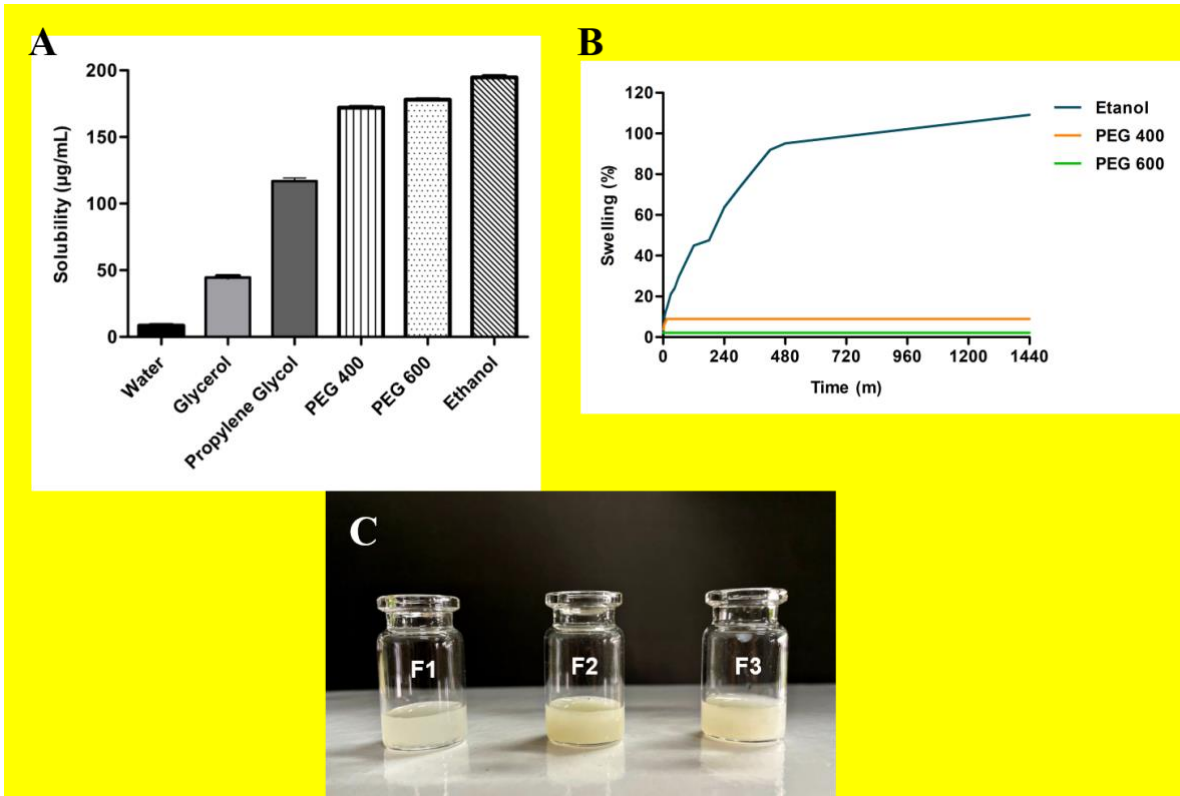 A
Solubility (µg/mL)
200
150
100
50
0
Water
Glycerol
Propylene Glycol
PEG 400
PEG 600
Ethanol
B
Swelling (%)
120
100
80
60
40
20
0
0 240 480 720 960 1200 1440
Time (m)
Etanol
PEG 400
PEG 600
C
F1 F2 F3